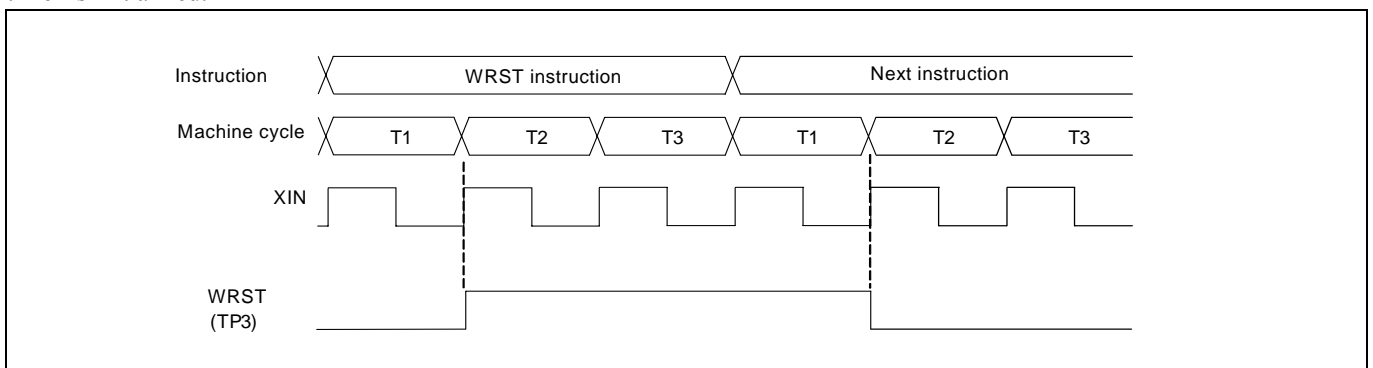 Instruction WRST instruction Next instruction
Machine cycle T1 T2 T3 T1 T2 T3
XIN
WRST
(TP3)